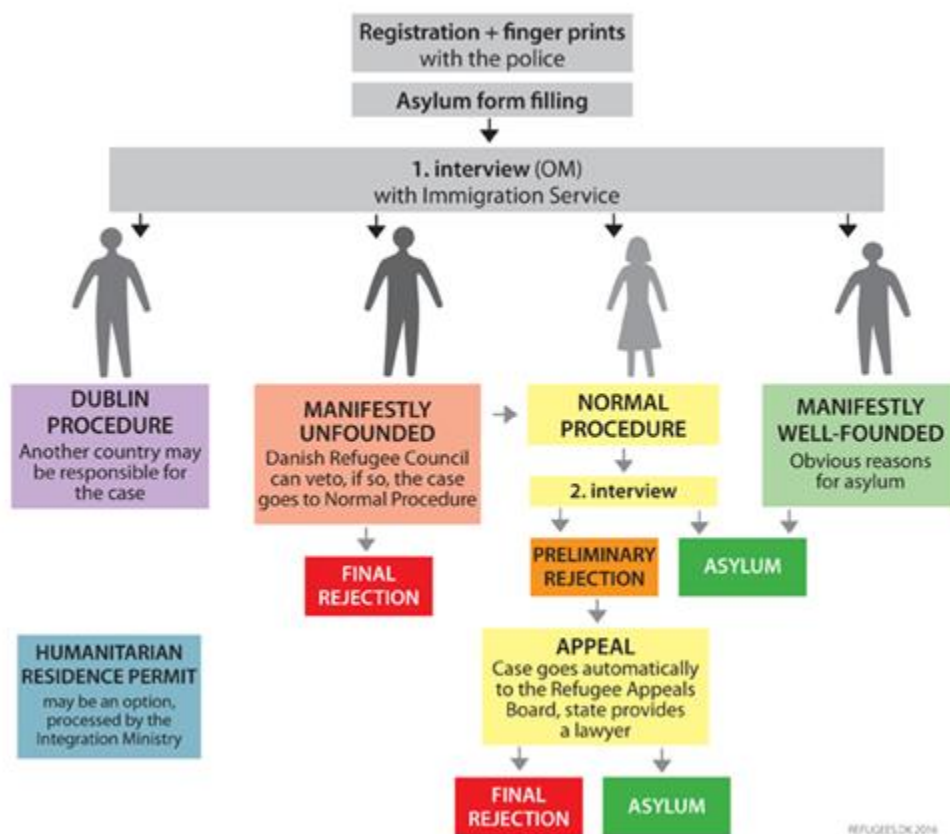 Registration + finger prints
with the police
Asylum form filling
1. interview (OM)
with Immigration Service
DUBLIN
PROCEDURE
Another country may
be responsible for
the case
MANIFESTLY
UNFOUNDED
Danish Refugee Council
can veto, if so, the case
goes to Normal Procedure
NORMAL
PROCEDURE
MANIFESTLY
WELL-FOUNDED
Obvious reasons
for asylum
2. interview
FINAL
REJECTION
PRELIMINARY
REJECTION
ASYLUM
HUMANITARIAN
RESIDENCE PERMIT
may be an option,
processed by the
Integration Ministry
APPEAL
Case goes automatically
to the Refugee Appeals
Board, state provides
a lawyer
FINAL
REJECTION
ASYLUM
REFUGEES.DK 2016